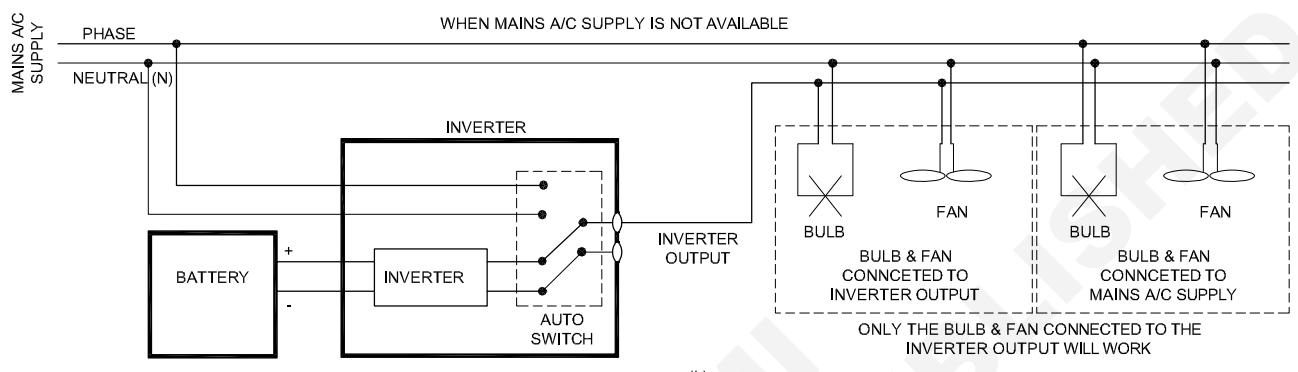 WHEN MAINS A/C SUPPLY IS NOT AVAILABLE
MAINS A/C
SUPPLY
PHASE
NEUTRAL (N)
INVERTER
BATTERY
+
-
INVERTER
AUTO
SWITCH
INVERTER
OUTPUT
BULB
FAN
BULB & FAN
CONNCETED TO
INVERTER OUTPUT
BULB
FAN
BULB & FAN
CONNCETED TO
MAINS A/C SUPPLY
ONLY THE BULB & FAN CONNECTED TO THE
INVERTER OUTPUT WILL WORK